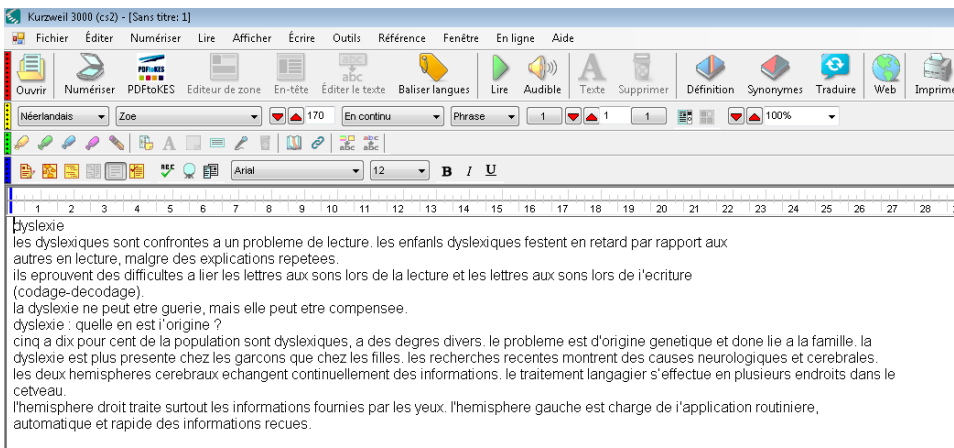 Kurzweil 3000 (cs2) - [Sans titre: 1]
Fichier Éditer Numériser Lire Afficher Écrire Outils Référence Fenêtre En ligne Aide
PDFtoKES abc
Ouvrir Numériser PDFtoKES Editeur de zone En-tête Éditer le texte Baliser langues Lire Audible Texte Supprimer Définition Synonymes Traduire Web Imprime
Néerlandais Zoe 170 En continu Phrase 1 1 1 100%
A abc abc
ABC Arial 12 B I U
1 2 3 4 5 6 7 8 9 10 11 12 13 14 15 16 17 18 19 20 21 22 23 24 25 26 27 28
dyslexie
les dyslexiques sont confrontes a un probleme de lecture. les enfanls dyslexiques festent en retard par rapport aux
autres en lecture, malgre des explications repetees.
ils eprouvent des difficultes a lier les lettres aux sons lors de la lecture et les lettres aux sons lors de i'ecriture
(codage-decodage).
la dyslexie ne peut etre guerie, mais elle peut etre compensee.
dyslexie : quelle en est i'origine ?
cinq a dix pour cent de la population sont dyslexiques, a des degres divers. le probleme est d'origine genetique et done lie a la famille. la
dyslexie est plus presente chez les garcons que chez les filles. les recherches recentes montrent des causes neurologiques et cerebrales.
les deux hemispheres cerebraux echangent continuellement des informations. le traitement langagier s'effectue en plusieurs endroits dans le
cetveau.
l'hemisphere droit traite surtout les informations fournies par les yeux. l'hemisphere gauche est charge de i'application routiniere,
automatique et rapide des informations recues.